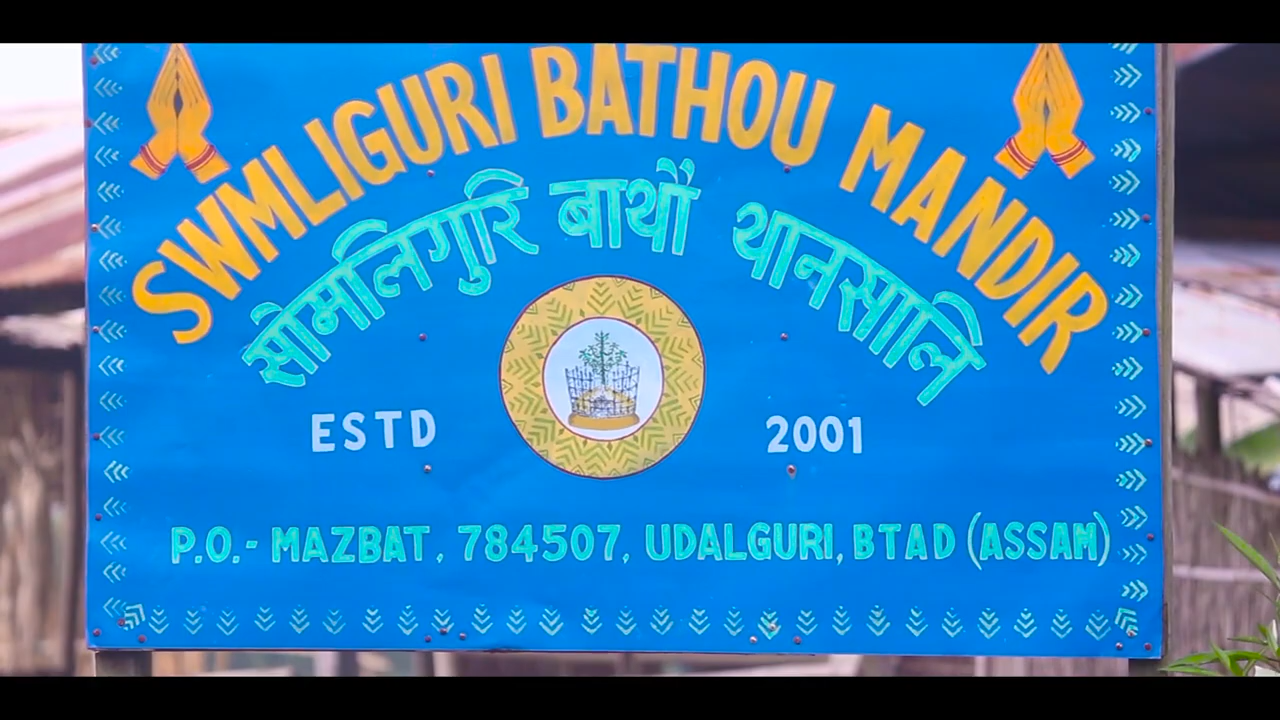 SWMLIGURI BATHOU MANDIR
सोमलिगुरि बाथौ थानसालि
ESTD 2001
P.O.- MAZBAT, 784507, UDALGURI, BTAD (ASSAM)